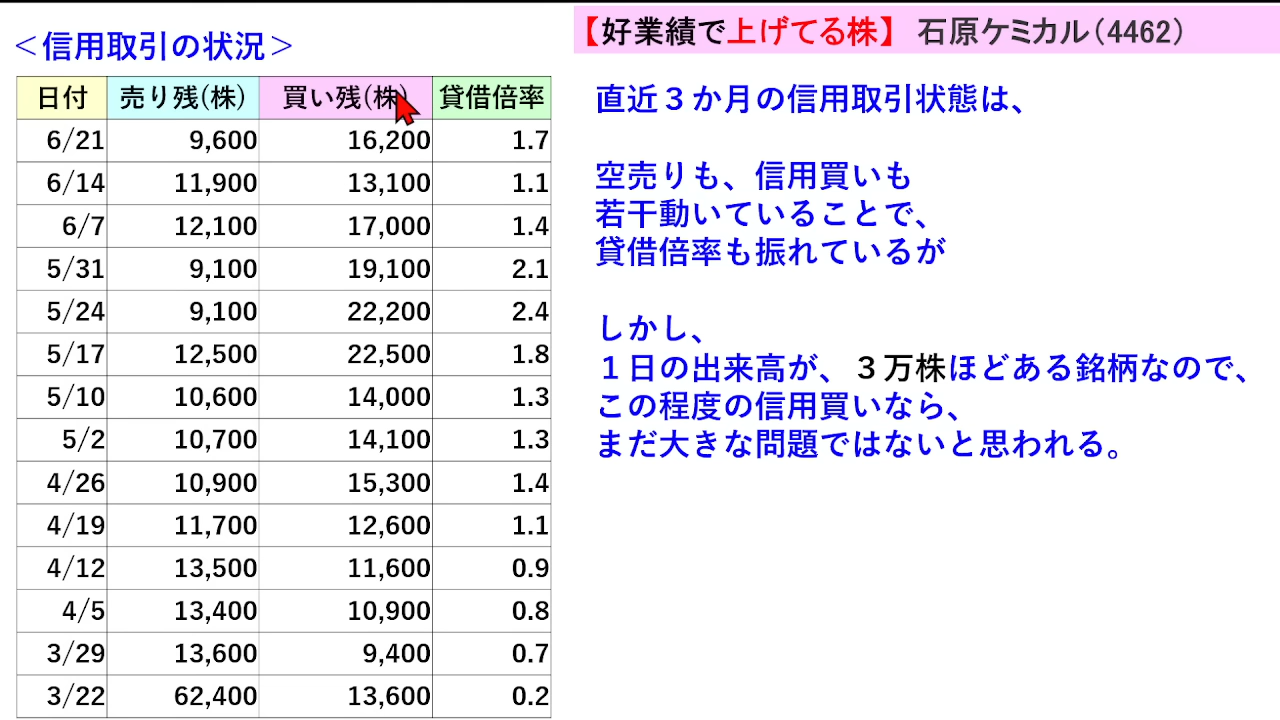 ＜信用取引の状況＞
日付 売り残(株) 買い残(株) 貸借倍率
6/21 9,600 16,200 1.7
6/14 11,900 13,100 1.1
6/7 12,100 17,000 1.4
5/31 9,100 19,100 2.1
5/24 9,100 22,200 2.4
5/17 12,500 22,500 1.8
5/10 10,600 14,000 1.3
5/2 10,700 14,100 1.3
4/26 10,900 15,300 1.4
4/19 11,700 12,600 1.1
4/12 13,500 11,600 0.9
4/5 13,400 10,900 0.8
3/29 13,600 9,400 0.7
3/22 62,400 13,600 0.2
【好業績で上げてる株】 石原ケミカル（4462）
直近３か月の信用取引状態は、
空売りも、信用買いも
若干動いていることで、
貸借倍率も振れているが
しかし、
１日の出来高が、３万株ほどある銘柄なので、
この程度の信用買いなら、
まだ大きな問題ではないと思われる。